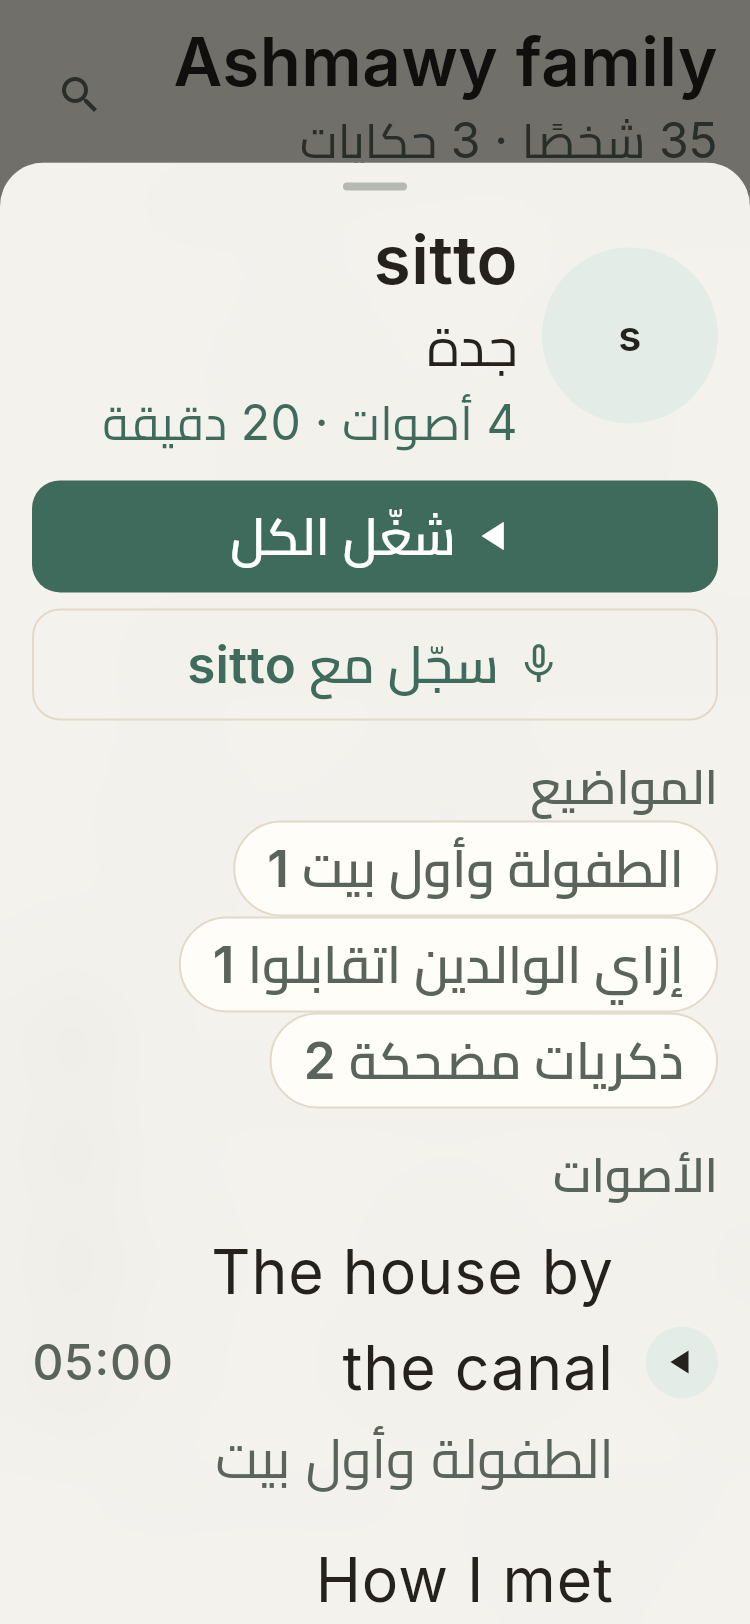 Ashmawy family
35 شخصًا · 3 حكايات
sitto
s
جدة
4 أصوات · 20 دقيقة
شغّل الكل
سجّل مع sitto
المواضيع
الطفولة وأول بيت 1
إزاي الوالدين اتقابلوا 1
ذكريات مضحكة 2
الأصوات
The house by
the canal
05:00
الطفولة وأول بيت
How I met